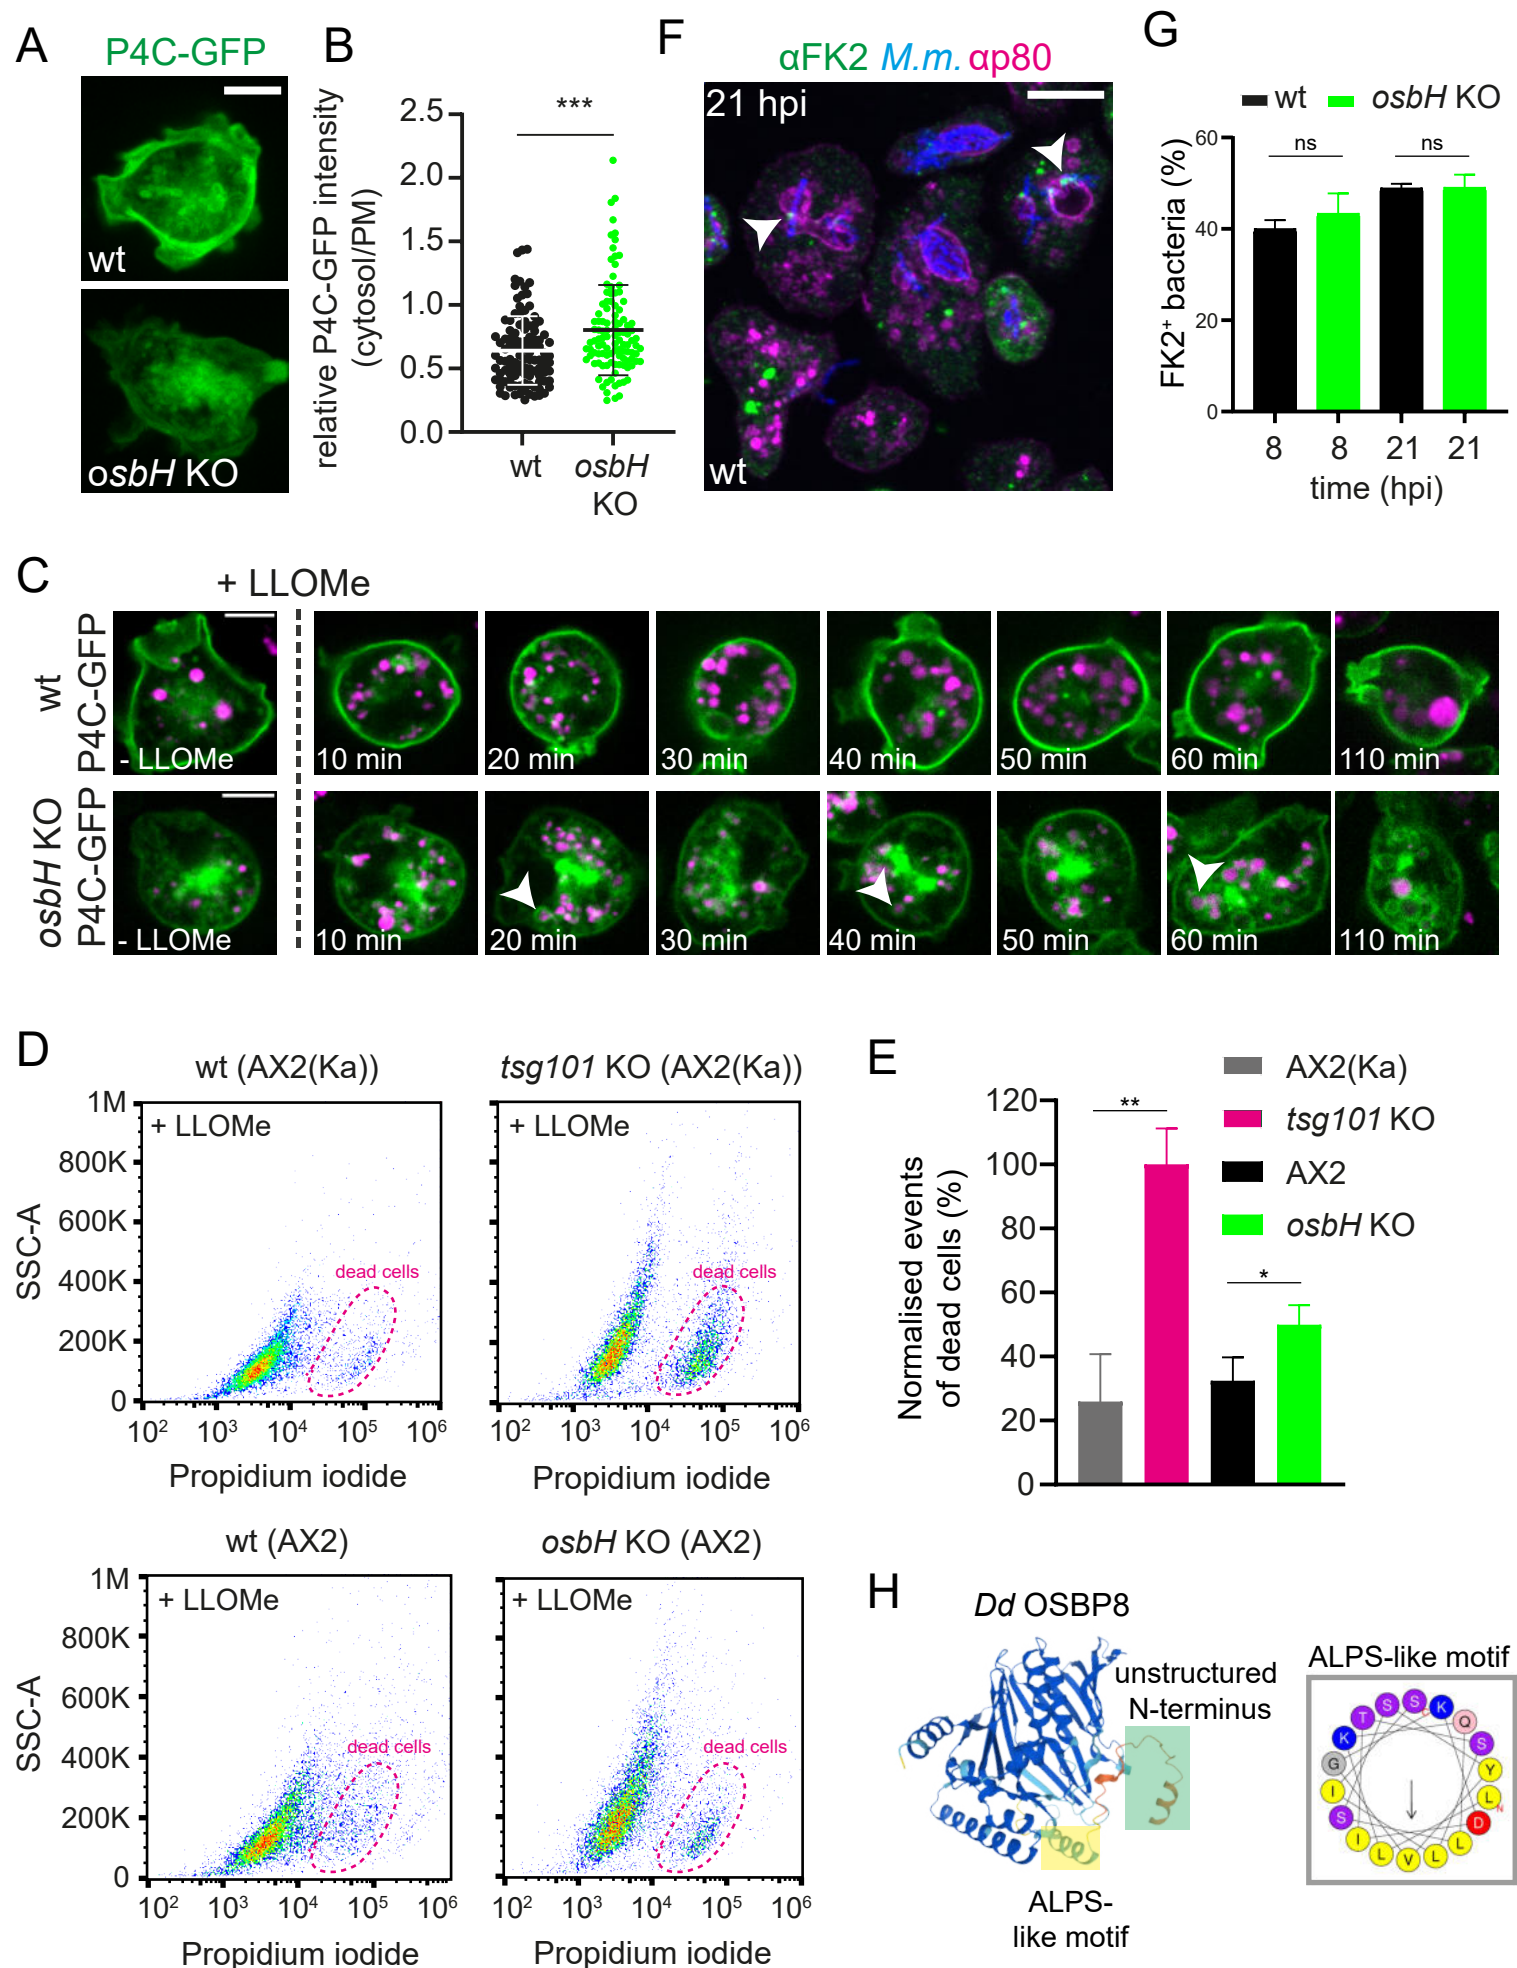 A
P4C-GFP
wt
osbH KO
B
relative P4C-GFP intensity
(cytosol/PM)
2.5
2.0
1.5
1.0
0.5
0.0
***
wt
osbH
KO
F
αFK2 M.m. αp80
21 hpi
wt
G
wt osbH KO
FK2+ bacteria (%)
60
40
20
0
ns ns
8 8 21 21
time (hpi)
C
+ LLOMe
wt
P4C-GFP
- LLOMe
10 min
20 min
30 min
40 min
50 min
60 min
110 min
osbH KO
P4C-GFP
- LLOMe
10 min
20 min
30 min
40 min
50 min
60 min
110 min
D
wt (AX2(Ka))
+ LLOMe
dead cells
SSC-A
1M
800K
600K
400K
200K
0
10² 10³ 10⁴ 10⁵ 10⁶
Propidium iodide
tsg101 KO (AX2(Ka))
+ LLOMe
dead cells
10² 10³ 10⁴ 10⁵ 10⁶
Propidium iodide
wt (AX2)
+ LLOMe
dead cells
SSC-A
1M
800K
600K
400K
200K
0
10² 10³ 10⁴ 10⁵ 10⁶
Propidium iodide
osbH KO (AX2)
+ LLOMe
dead cells
10² 10³ 10⁴ 10⁵ 10⁶
Propidium iodide
E
Normalised events
of dead cells (%)
120
100
80
60
40
20
0
**
*
AX2(Ka)
tsg101 KO
AX2
osbH KO
H
Dd OSBP8
unstructured
N-terminus
ALPS-
like motif
ALPS-like motif
S
S
K
T
Q
K
S
G
Y
I
L
N
S
D
I
L
L
V
L